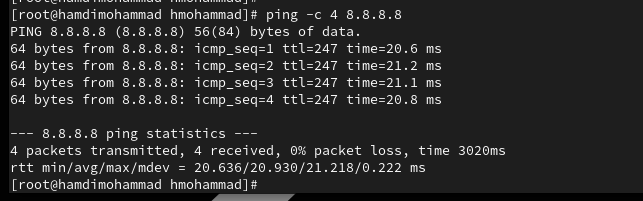 [root@hamdimohammad hmohammad]#
[root@hamdimohammad hmohammad]# ping -c 4 8.8.8.8
PING 8.8.8.8 (8.8.8.8) 56(84) bytes of data.
64 bytes from 8.8.8.8: icmp_seq=1 ttl=247 time=20.6 ms
64 bytes from 8.8.8.8: icmp_seq=2 ttl=247 time=21.2 ms
64 bytes from 8.8.8.8: icmp_seq=3 ttl=247 time=21.1 ms
64 bytes from 8.8.8.8: icmp_seq=4 ttl=247 time=20.8 ms
--- 8.8.8.8 ping statistics ---
4 packets transmitted, 4 received, 0% packet loss, time 3020ms
rtt min/avg/max/mdev = 20.636/20.930/21.218/0.222 ms
[root@hamdimohammad hmohammad]#